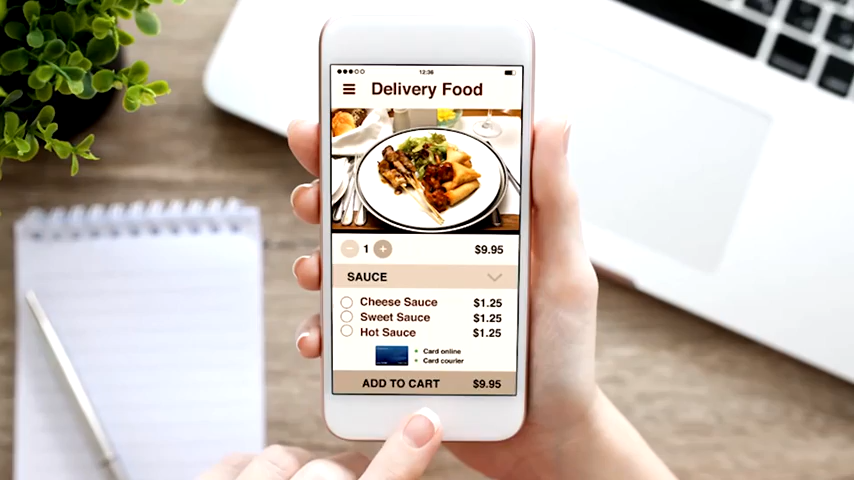 12:36
Delivery Food
1 $9.95
SAUCE
Cheese Sauce $1.25
Sweet Sauce $1.25
Hot Sauce $1.25
Card online
Card courier
ADD TO CART $9.95